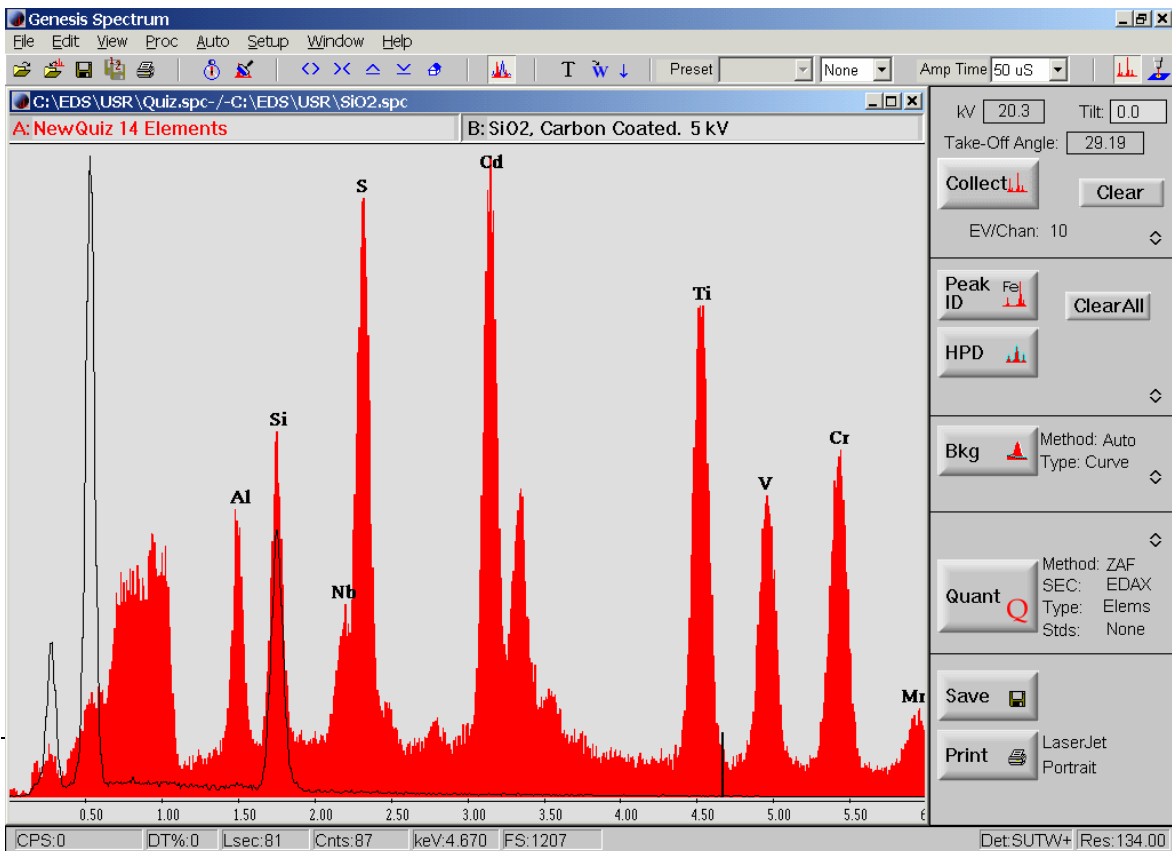 Genesis Spectrum
File Edit View Proc Auto Setup Window Help
T W Preset None Amp Time 50 uS
C:\EDS\USR\Quiz.spc-/-C:\EDS\USR\SiO2.spc
A: NewQuiz 14 Elements
B: SiO2, Carbon Coated. 5 kV
Cd
S
Ti
Si
Cr
Al
V
Nb
Mn
0.50 1.00 1.50 2.00 2.50 3.00 3.50 4.00 4.50 5.00 5.50 6
kV 20.3 Tilt: 0.0
Take-Off Angle: 29.19
Collect Clear
EV/Chan: 10
Peak ID Fe ClearAll
HPD
Bkg Method: Auto
Type: Curve
Quant Q Method: ZAF
SEC: EDAX
Type: Elems
Stds: None
Save
Print LaserJet
Portrait
CPS:0 DT%:0 Lsec:81 Cnts:87 keV:4.670 FS:1207 Det:SUTW+ Res:134.00